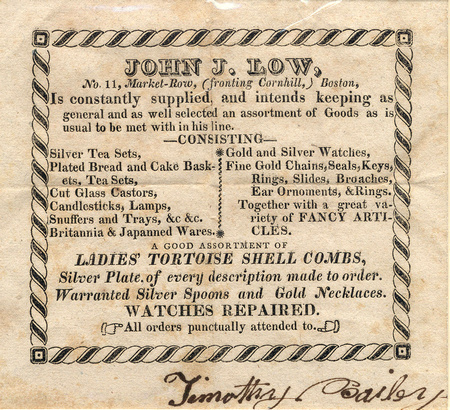 JOHN J. LOW,
No. 11, Market-Row, (fronting Cornhill,) Boston,
Is constantly supplied, and intends keeping as
general and as well selected an assortment of Goods as is
usual to be met with in his line.
—CONSISTING—
Silver Tea Sets,
Plated Bread and Cake Bask-
ets, Tea Sets,
Cut Glass Castors,
Candlesticks, Lamps,
Snuffers and Trays, &c &c.
Britannia & Japanned Wares.
Gold and Silver Watches,
Fine Gold Chains, Seals, Keys,
Rings, Slides, Broaches,
Ear Ornoments, & Rings.
Together with a great va-
riety of FANCY ARTI-
CLES.
A GOOD ASSORTMENT OF
LADIES' TORTOISE SHELL COMBS,
Silver Plate. of every description made to order.
Warranted Silver Spoons and Gold Necklaces.
WATCHES REPAIRED.
☞All orders punctually attended to.☜
Timothy Bailey